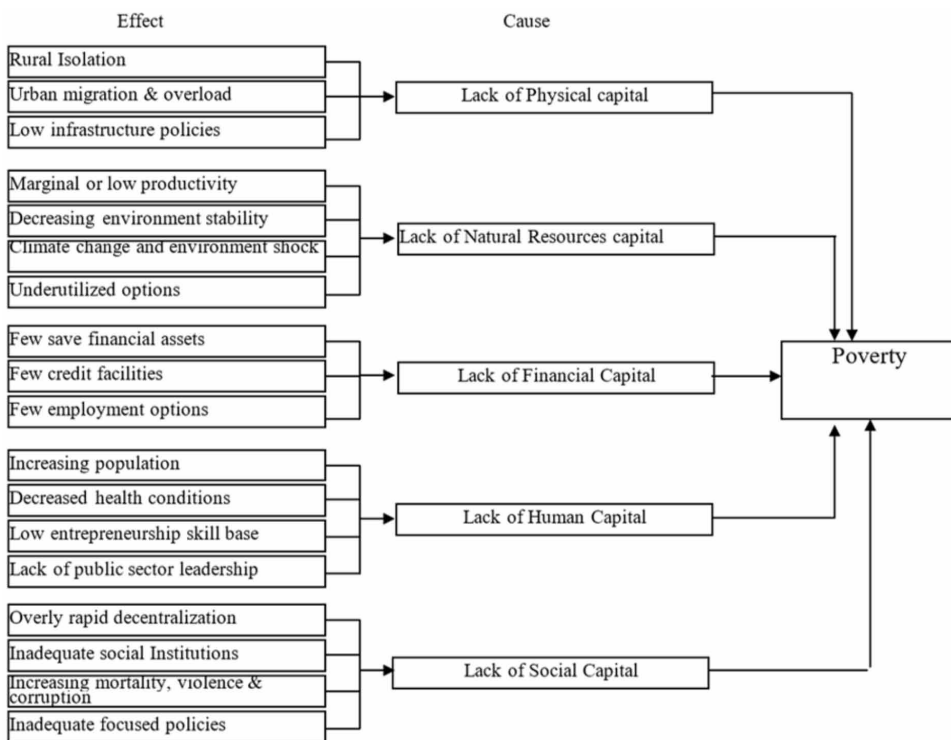 Effect
Cause
Rural Isolation
Urban migration & overload
Low infrastructure policies
Lack of Physical capital
Marginal or low productivity
Decreasing environment stability
Climate change and environment shock
Underutilized options
Lack of Natural Resources capital
Few save financial assets
Few credit facilities
Few employment options
Lack of Financial Capital
Poverty
Increasing population
Decreased health conditions
Low entrepreneurship skill base
Lack of public sector leadership
Lack of Human Capital
Overly rapid decentralization
Inadequate social Institutions
Increasing mortality, violence &
corruption
Inadequate focused policies
Lack of Social Capital